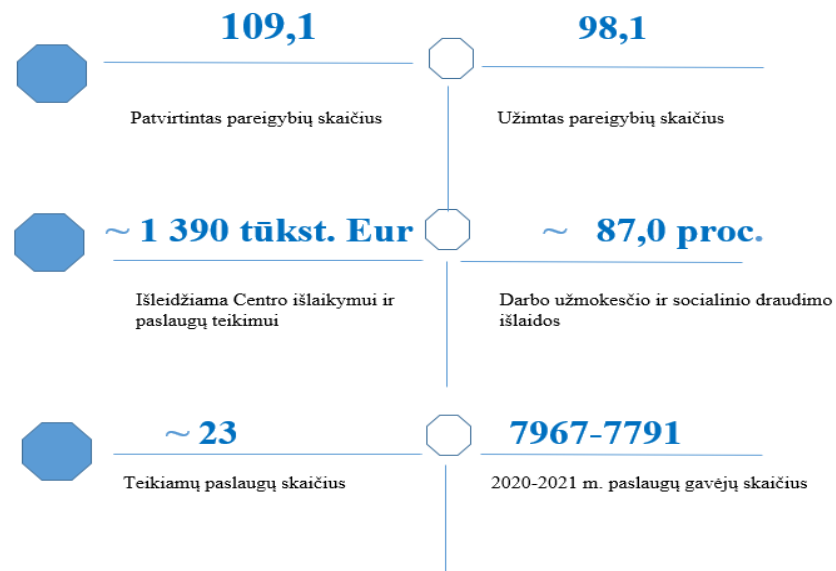 109,1
98,1
Patvirtintas pareigybių skaičius
Užimtas pareigybių skaičius
~ 1 390 tūkst. Eur
~ 87,0 proc.
Išleidžiama Centro išlaikymui ir
paslaugų teikimui
Darbo užmokesčio ir socialinio draudimo
išlaidos
~ 23
7967-7791
Teikiamų paslaugų skaičius
2020-2021 m. paslaugų gavėjų skaičius